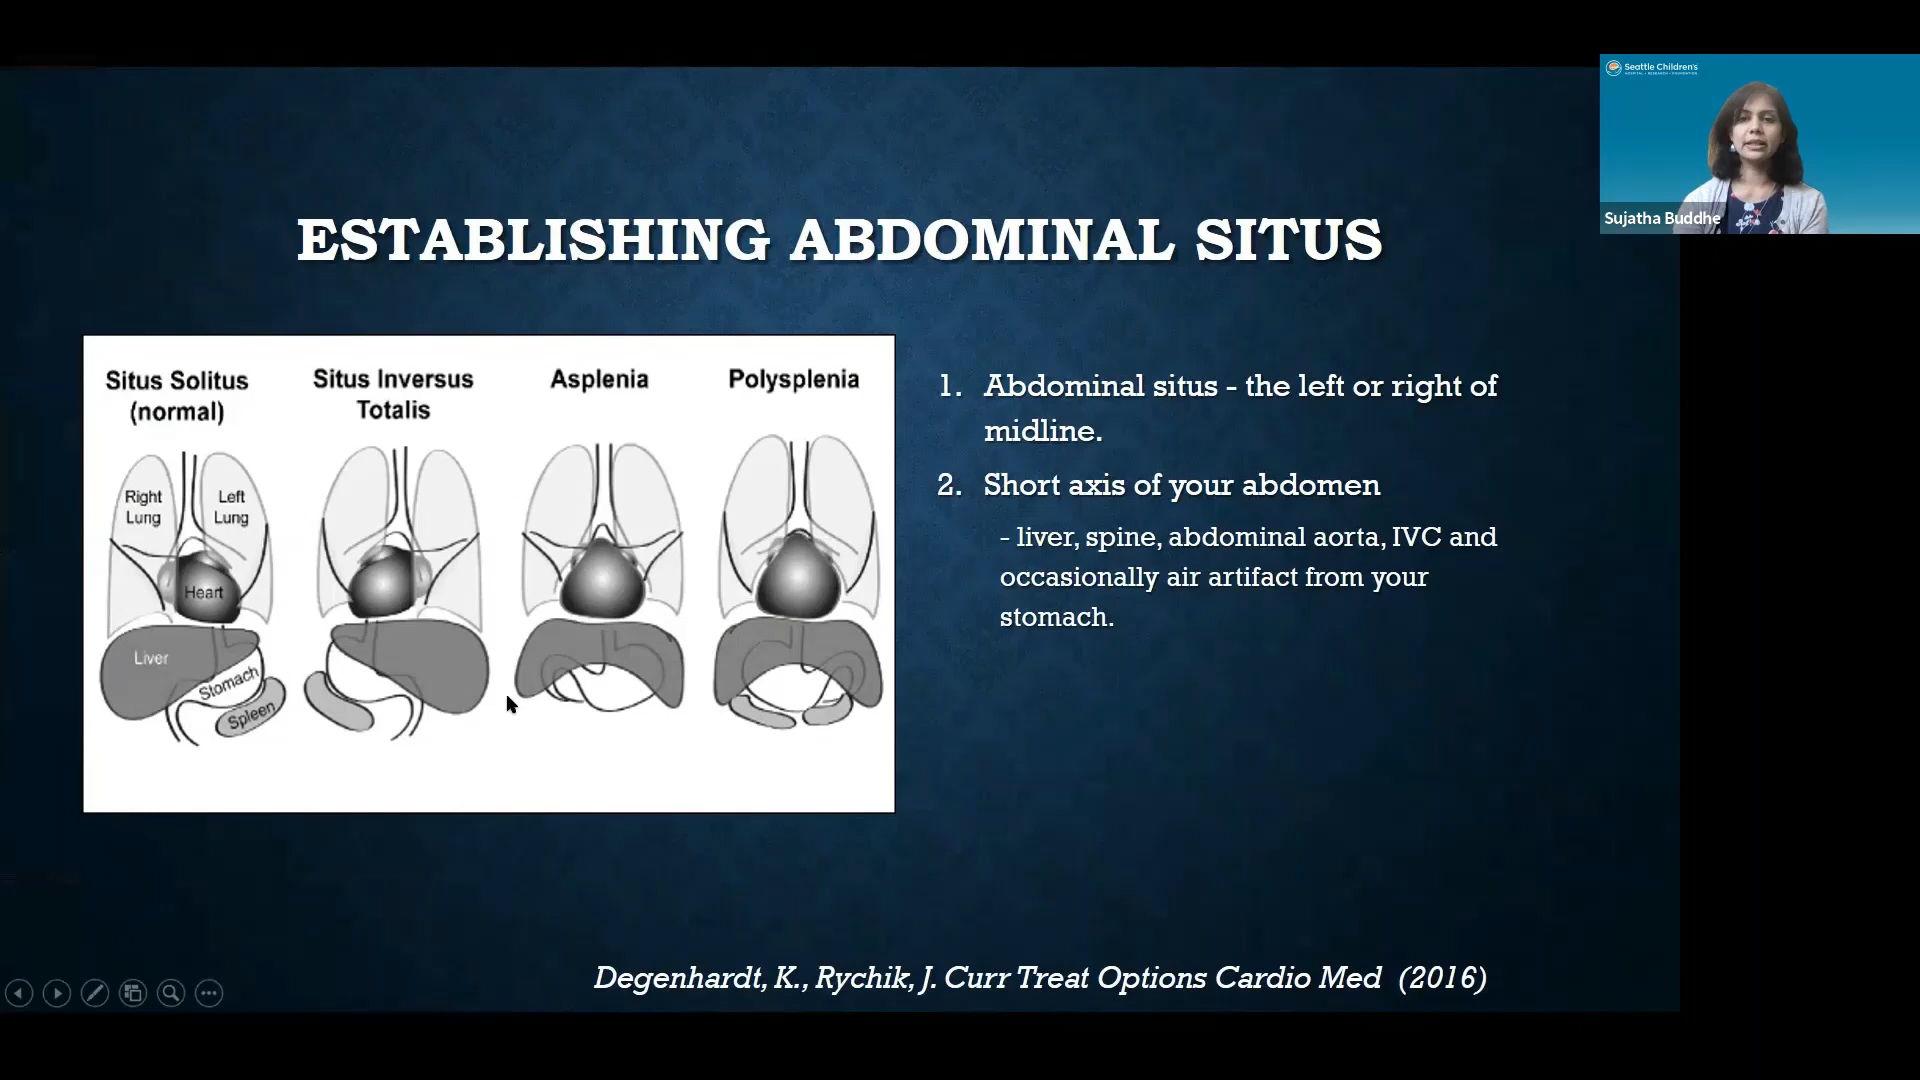 Seattle Children's
HOSPITAL • RESEARCH • FOUNDATION
Sujatha Buddhe
ESTABLISHING ABDOMINAL SITUS
Situs Solitus
(normal)
Situs Inversus
Totalis
Asplenia
Polysplenia
Right
Lung
Left
Lung
Heart
Liver
Stomach
Spleen
1. Abdominal situs - the left or right of
midline.
2. Short axis of your abdomen
- liver, spine, abdominal aorta, IVC and
occasionally air artifact from your
stomach.
Degenhardt, K., Rychik, J. Curr Treat Options Cardio Med (2016)